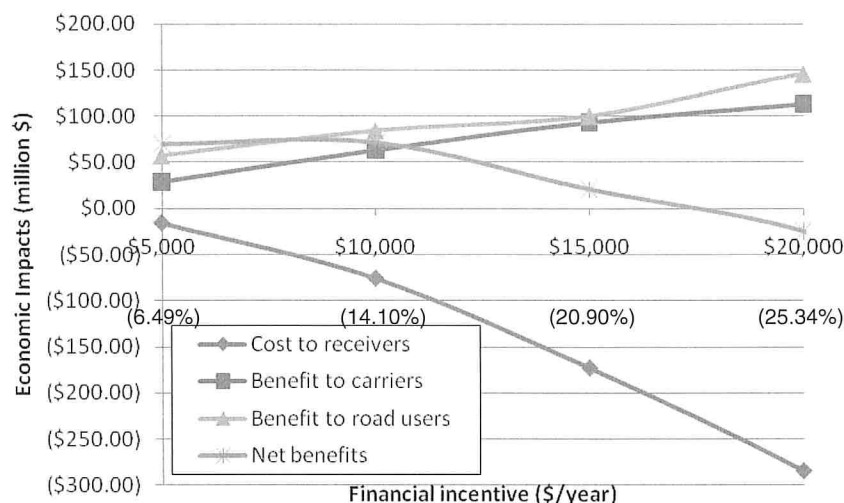 $200.00
$150.00
$100.00
$50.00
$0.00
($50.00)
($100.00)
($150.00)
($200.00)
($250.00)
($300.00)
Economic Impacts (million $)
$5,000 $10,000 $15,000 $20,000
(6.49%) (14.10%) (20.90%) (25.34%)
Cost to receivers
Benefit to carriers
Benefit to road users
Net benefits
Financial incentive ($/year)